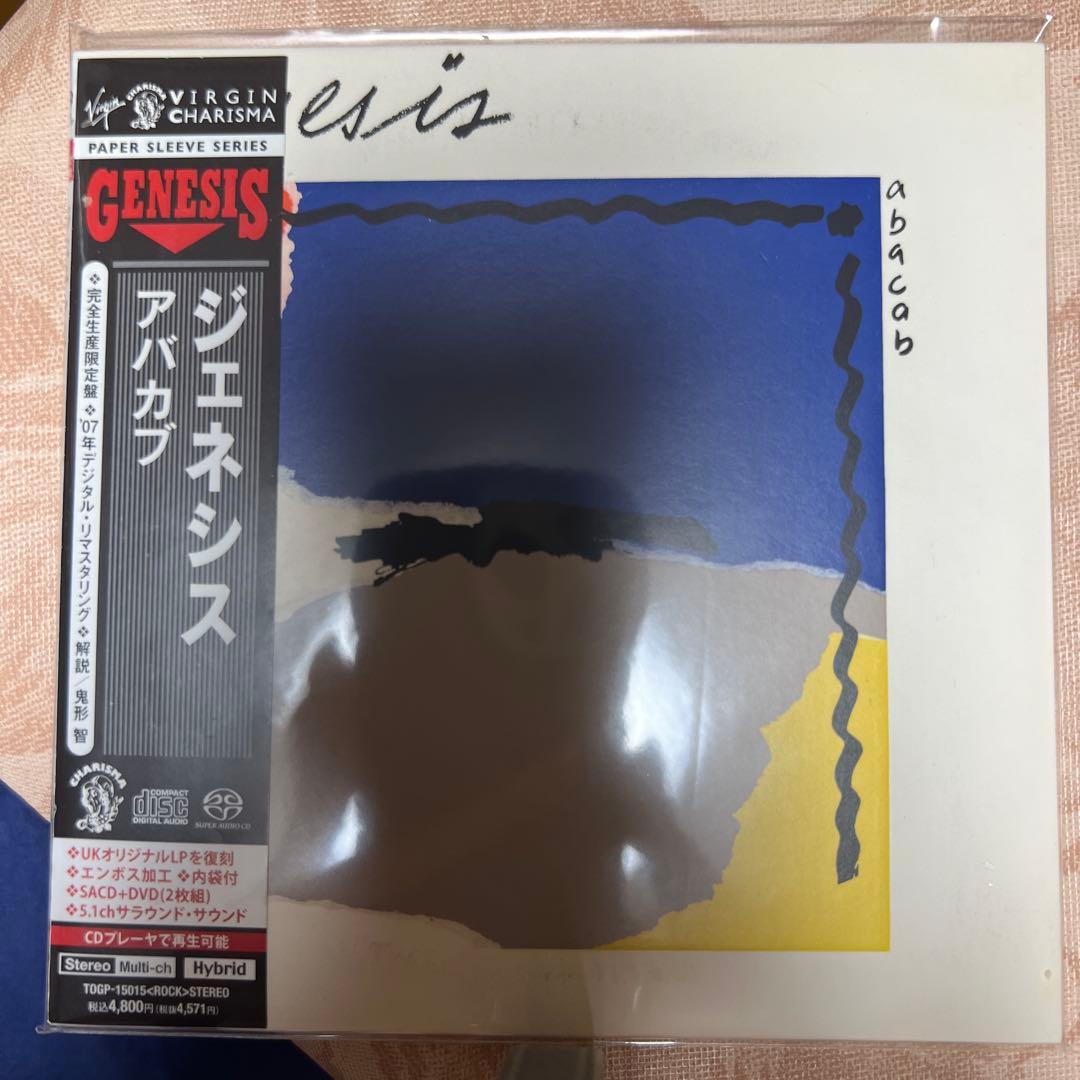 Virgin
CHARISMA
VIRGIN
CHARISMA
PAPER SLEEVE SERIES
GENESIS
ジェネシス
アバカブ
❖完全生産限定盤❖'07年デジタル・リマスタリング❖解説/鬼形 智
CHARISMA
COMPACT
disc
DIGITAL AUDIO
SUPER AUDIO CD
❖UKオリジナルLPを復刻
❖エンボス加工 ❖内袋付
❖SACD+DVD(2枚組)
❖5.1chサラウンド・サウンド
CDプレーヤで再生可能
Stereo Multi-ch Hybrid
TOGP-15015<ROCK>STEREO
税込4,800円(税抜4,571円)
esis
abacab